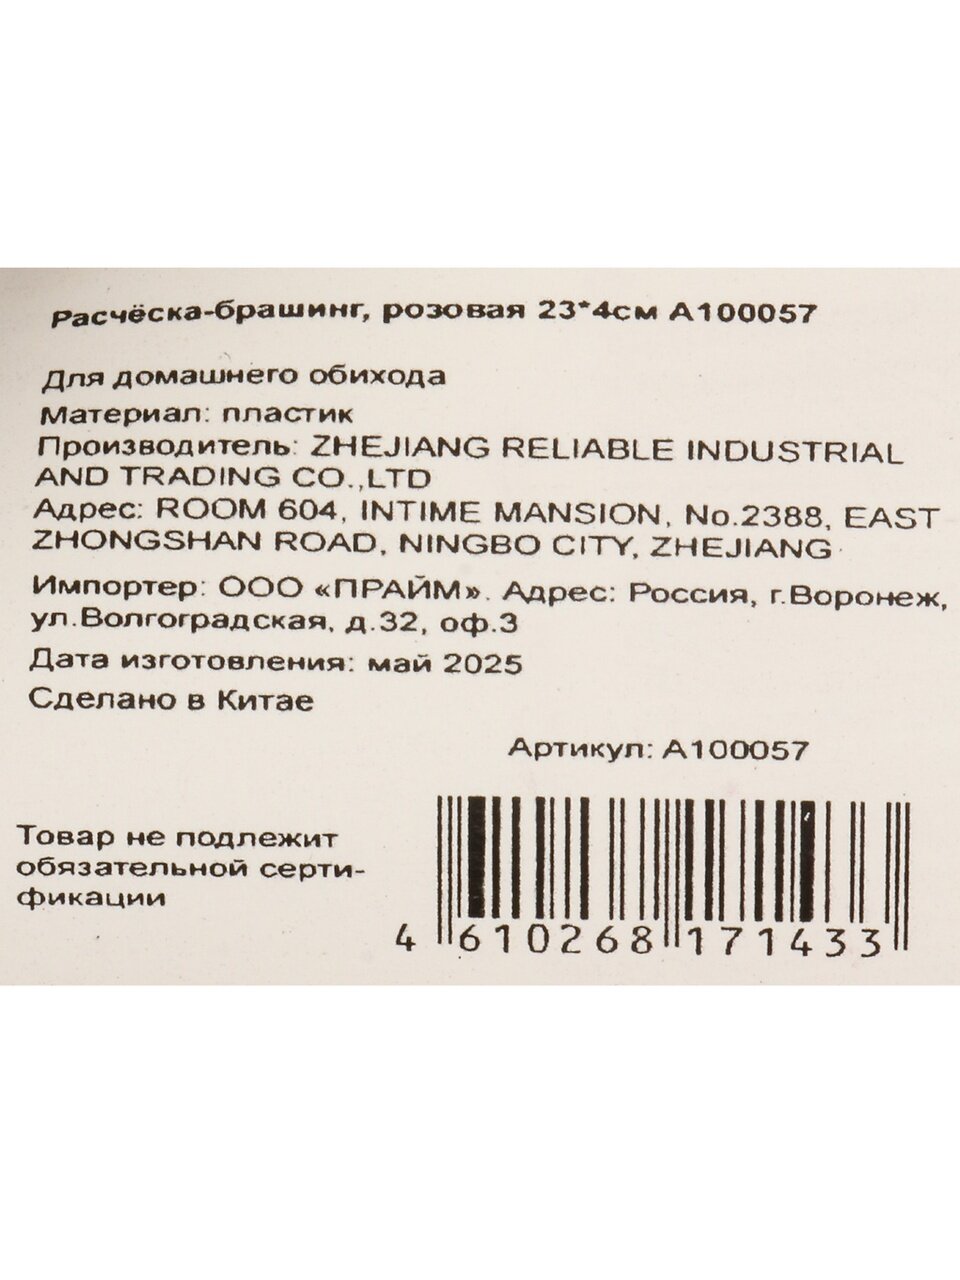 Расчёска-брашинг, розовая 23*4см А100057
Для домашнего обихода
Материал: пластик
Производитель: ZHEJIANG RELIABLE INDUSTRIAL
AND TRADING CO.,LTD
Адрес: ROOM 604, INTIME MANSION, No.2388, EAST
ZHONGSHAN ROAD, NINGBO CITY, ZHEJIANG
Импортер: ООО «ПРАЙМ». Адрес: Россия, г.Воронеж,
ул.Волгоградская, д.32, оф.3
Дата изготовления: май 2025
Сделано в Китае
Артикул: А100057
Товар не подлежит
обязательной серти-
фикации
4 610268 171433